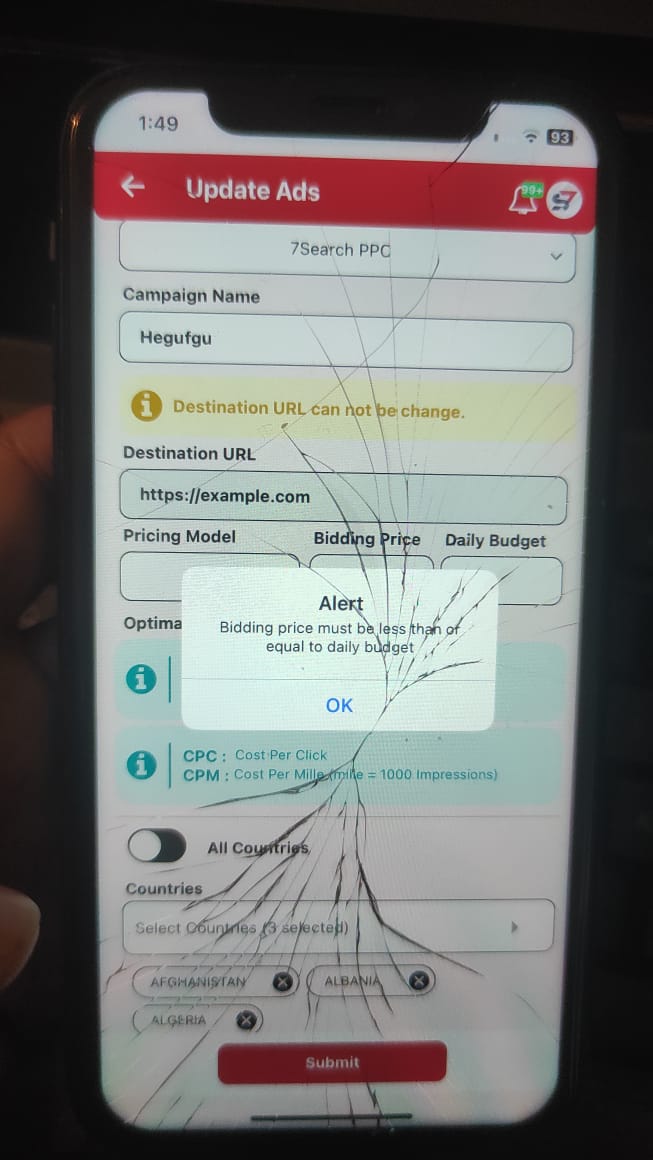 1:49
93
Update Ads
99+
7Search PPC
Campaign Name
Hegufgu
Destination URL can not be change.
Destination URL
https://example.com
Pricing Model
Bidding Price
Daily Budget
Optima
Alert
Bidding price must be less than or
equal to daily budget
OK
CPC : Cost Per Click
CPM : Cost Per Mille (mille = 1000 Impressions)
All Countries
Countries
Select Countries (3 selected)
AFGHANISTAN
ALBANIA
ALGERIA
Submit